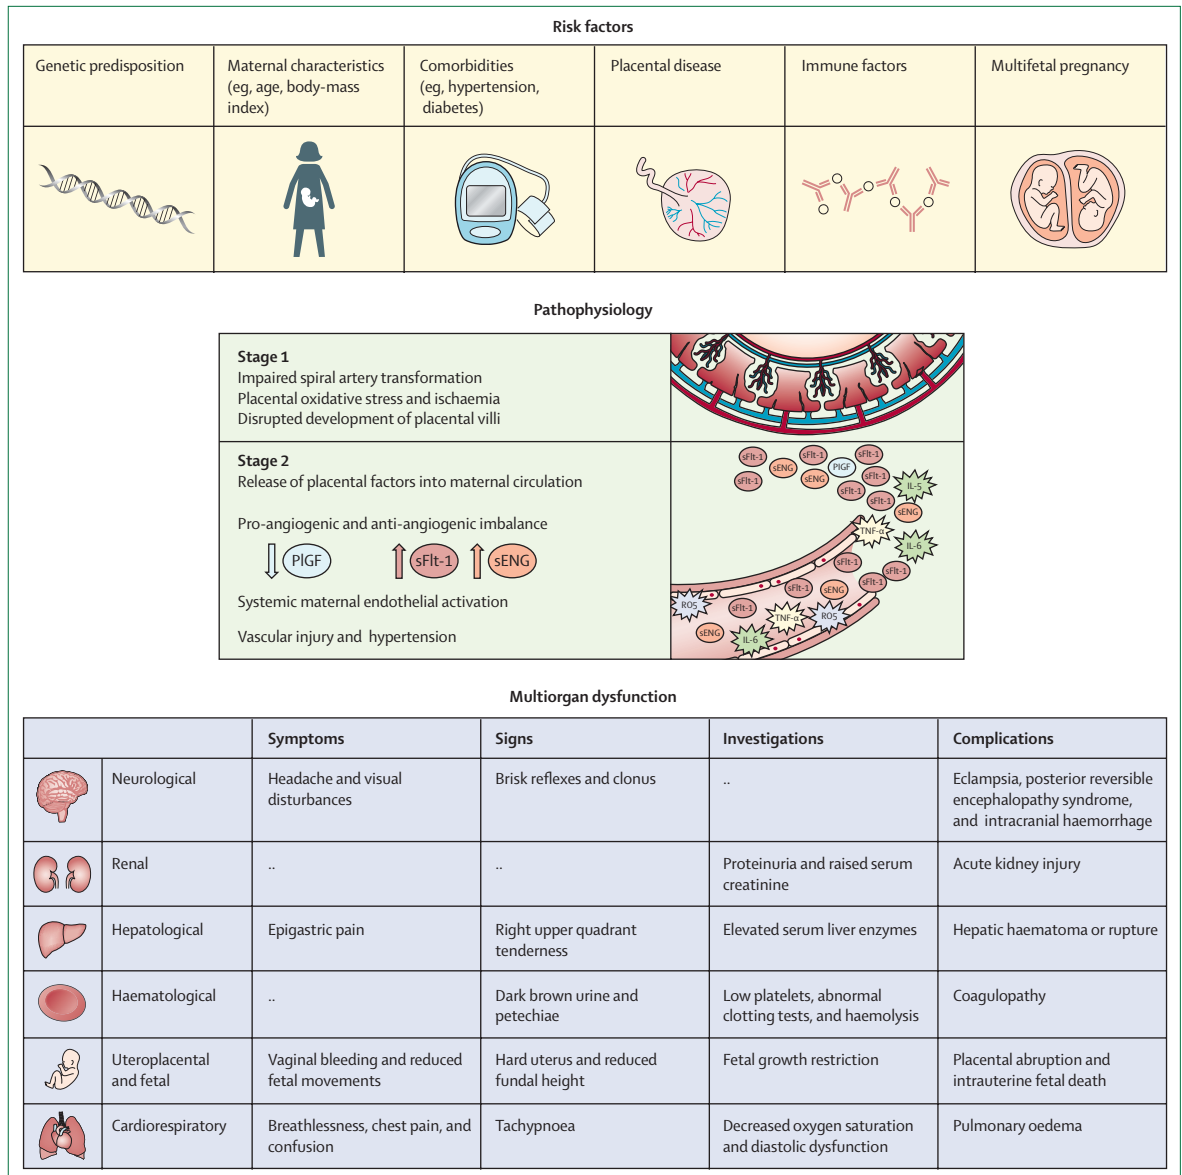 Risk factors
Genetic predisposition
Maternal characteristics
(eg, age, body-mass
index)
Comorbidities
(eg, hypertension,
diabetes)
Placental disease
Immune factors
Multifetal pregnancy
Pathophysiology
Stage 1
Impaired spiral artery transformation
Placental oxidative stress and ischaemia
Disrupted development of placental villi
Stage 2
Release of placental factors into maternal circulation
Pro-angiogenic and anti-angiogenic imbalance
PlGF
sFlt-1
sENG
Systemic maternal endothelial activation
Vascular injury and hypertension
sFlt-1
sFlt-1
sFlt-1
sENG
PlGF
sFlt-1
sENG
sFlt-1
sFlt-1
IL-5
sFlt-1
sENG
TNF-α
IL-6
sFlt-1
sFlt-1
sFlt-1
sFlt-1
sENG
RO5
sFlt-1
TNF-α
RO5
sENG
IL-6
Multiorgan dysfunction
Symptoms
Signs
Investigations
Complications
Neurological
Headache and visual
disturbances
Brisk reflexes and clonus
..
Eclampsia, posterior reversible
encephalopathy syndrome,
and intracranial haemorrhage
Renal
..
..
Proteinuria and raised serum
creatinine
Acute kidney injury
Hepatological
Epigastric pain
Right upper quadrant
tenderness
Elevated serum liver enzymes
Hepatic haematoma or rupture
Haematological
..
Dark brown urine and
petechiae
Low platelets, abnormal
clotting tests, and haemolysis
Coagulopathy
Uteroplacental
and fetal
Vaginal bleeding and reduced
fetal movements
Hard uterus and reduced
fundal height
Fetal growth restriction
Placental abruption and
intrauterine fetal death
Cardiorespiratory
Breathlessness, chest pain, and
confusion
Tachypnoea
Decreased oxygen saturation
and diastolic dysfunction
Pulmonary oedema